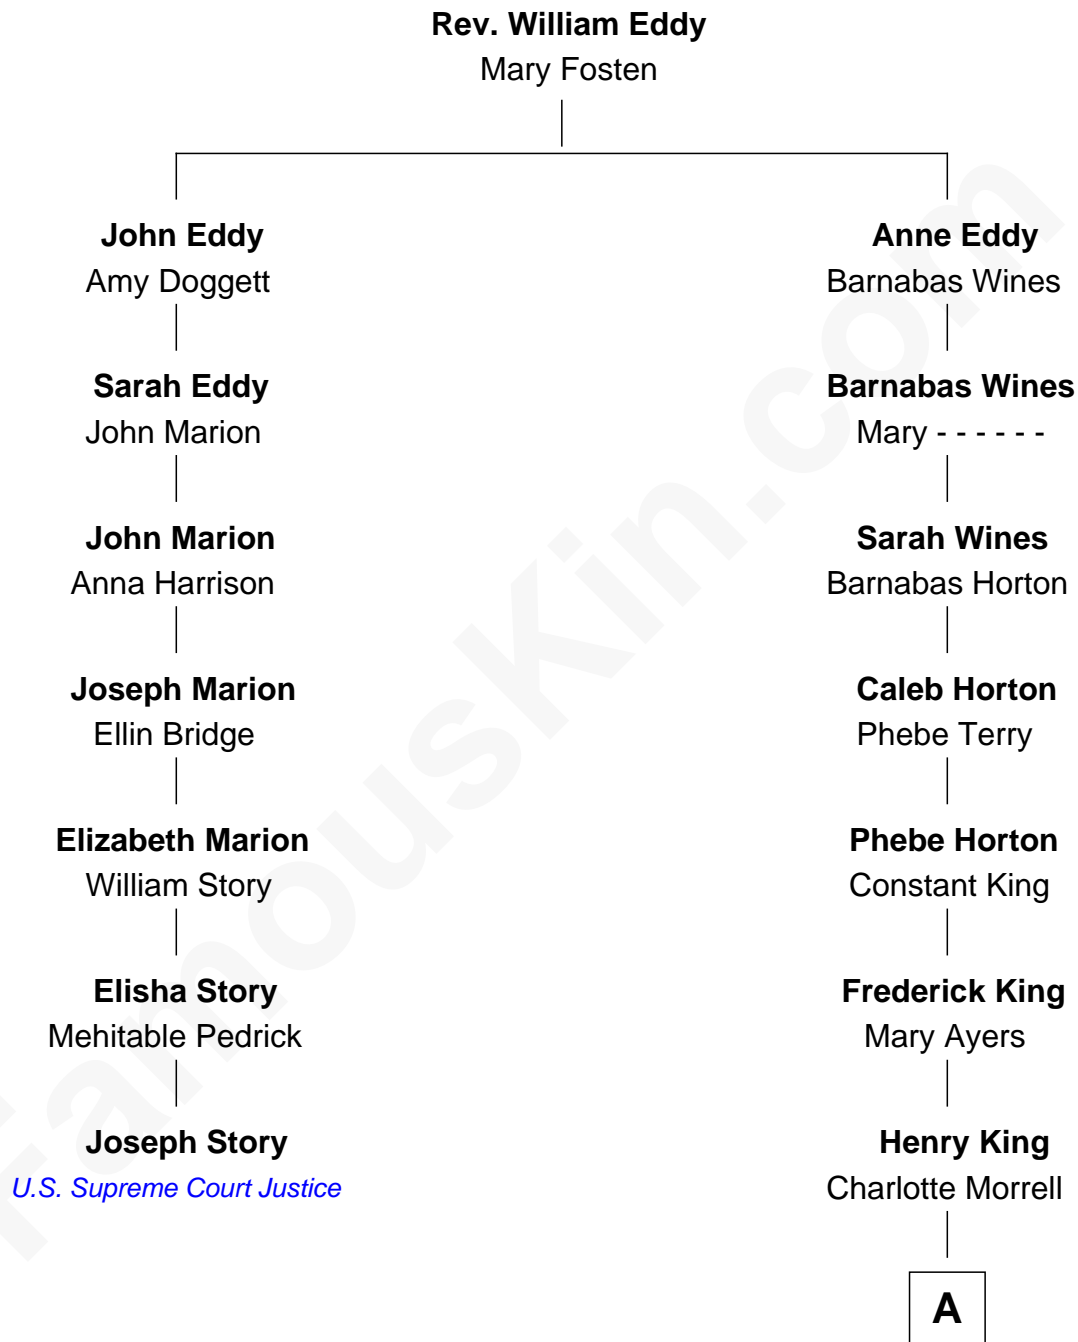 Rev. William Eddy
Mary Fosten
John Eddy
Amy Doggett
Sarah Eddy
John Marion
John Marion
Anna Harrison
Joseph Marion
Ellin Bridge
Elizabeth Marion
William Story
Elisha Story
Mehitable Pedrick
Joseph Story
U.S. Supreme Court Justice
Anne Eddy
Barnabas Wines
Barnabas Wines
Mary - - - - - -
Sarah Wines
Barnabas Horton
Caleb Horton
Phebe Terry
Phebe Horton
Constant King
Frederick King
Mary Ayers
Henry King
Charlotte Morrell
A
FamousKin.com